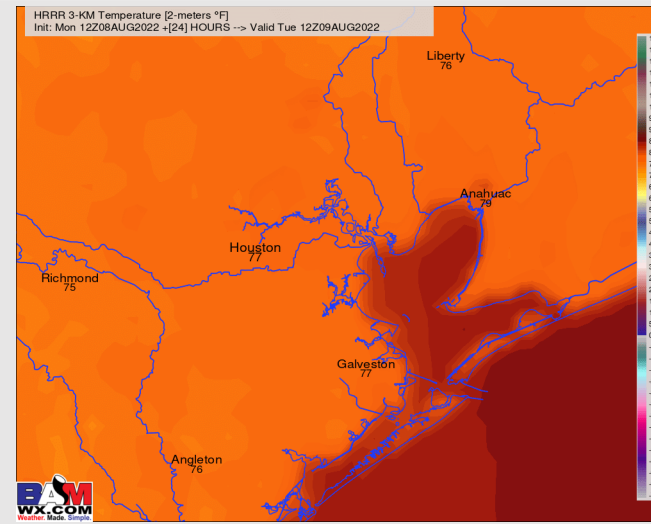 HRRR 3-KM Temperature [2-meters °F]
Init: Mon 12Z08AUG2022 +[24] HOURS --> Valid Tue 12Z09AUG2022
Liberty
76
Anahuac
79
Houston
77
Richmond
75
Galveston
77
Angleton
76
BAM
WX.COM
Weather. Made. Simple.